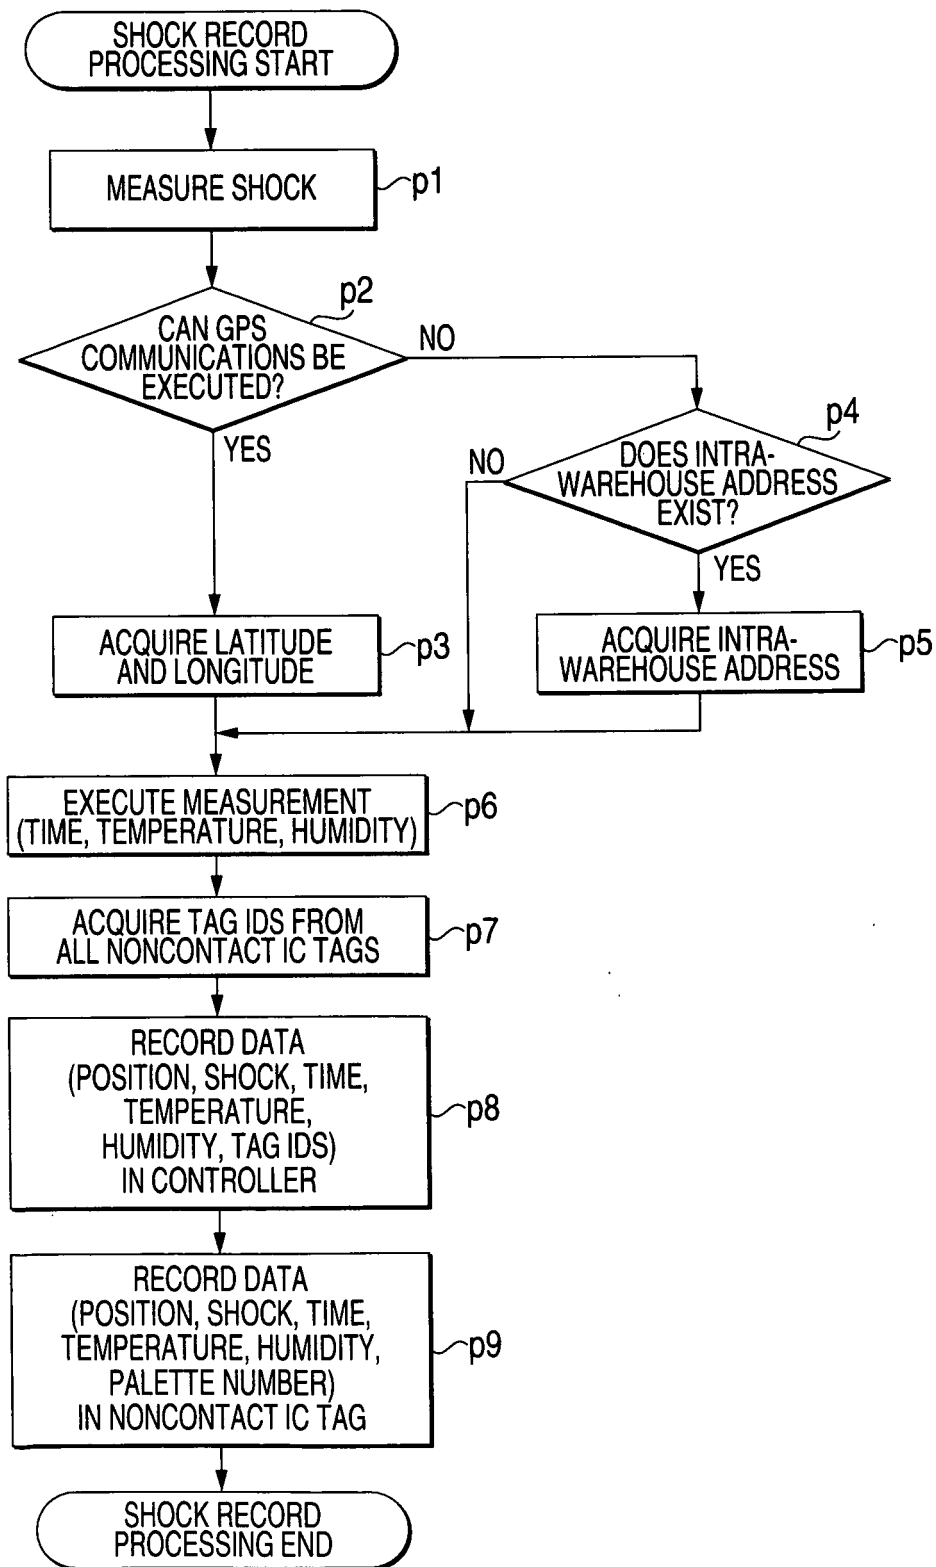 SHOCK RECORD
PROCESSING START
MEASURE SHOCK
p1
p2
CAN GPS
COMMUNICATIONS BE
EXECUTED?
NO
YES
p4
DOES INTRA-
WAREHOUSE ADDRESS
EXIST?
NO
YES
ACQUIRE LATITUDE
AND LONGITUDE
p3
ACQUIRE INTRA-
WAREHOUSE ADDRESS
p5
EXECUTE MEASUREMENT
(TIME, TEMPERATURE, HUMIDITY)
p6
ACQUIRE TAG IDS FROM
ALL NONCONTACT IC TAGS
p7
RECORD DATA
(POSITION, SHOCK, TIME,
TEMPERATURE,
HUMIDITY, TAG IDS)
IN CONTROLLER
p8
RECORD DATA
(POSITION, SHOCK, TIME,
TEMPERATURE, HUMIDITY,
PALETTE NUMBER)
IN NONCONTACT IC TAG
p9
SHOCK RECORD
PROCESSING END